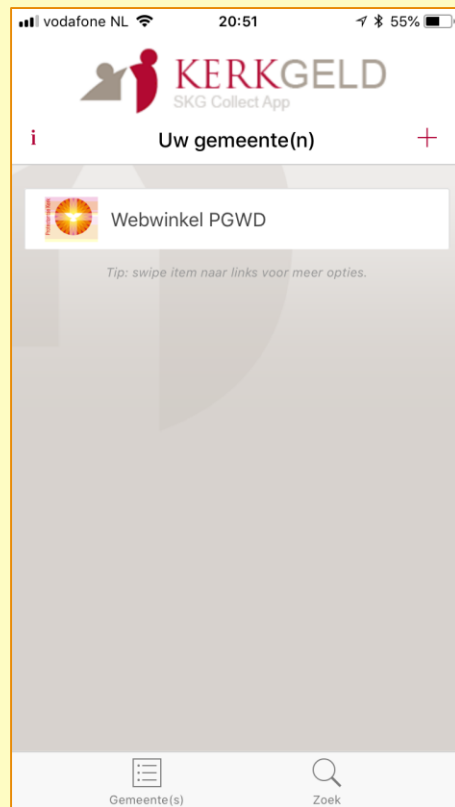 vodafone NL 20:51 55%
KERKGELD
SKG Collect App
i Uw gemeente(n) +
Webwinkel PGWD
Tip: swipe item naar links voor meer opties.
Gemeente(s) Zoek